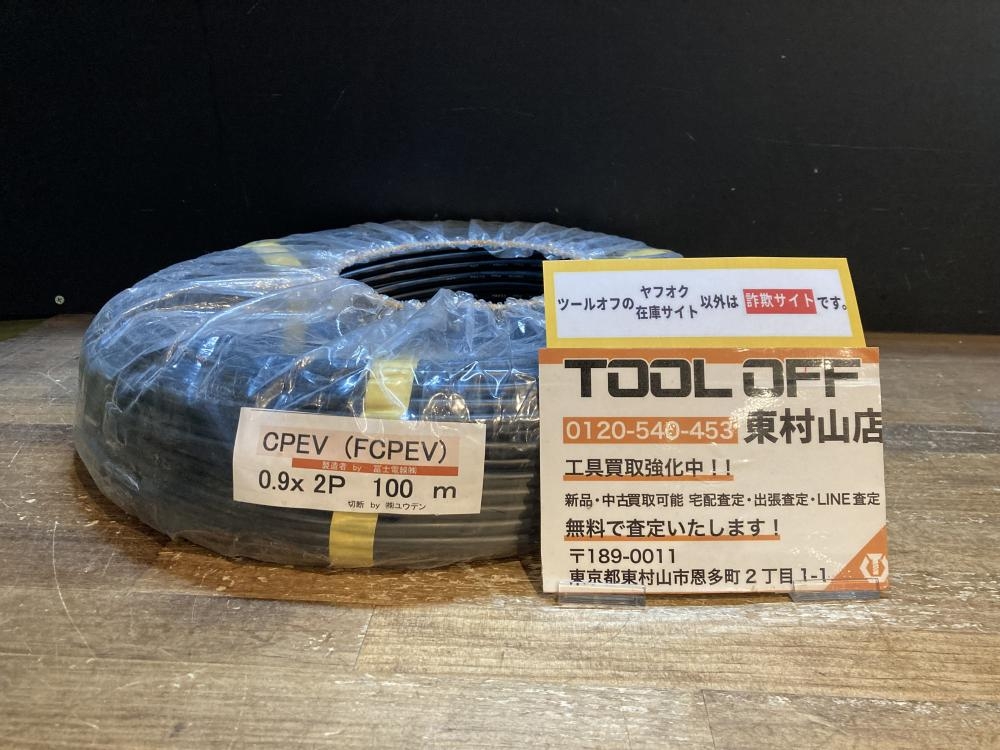 CPEV (FCPEV)
製造者 by 冨士電線㈱
0.9x 2P 100 m
切断 by ㈱ユウデン
ツールオフの ヤフオク 在庫サイト 以外は 詐欺サイト です。
TOOL OFF
0120-540-453 東村山店
工具買取強化中!!
新品・中古買取可能 宅配査定・出張査定・LINE査定
無料で査定いたします!
〒189-0011
東京都東村山市恩多町2丁目1-1